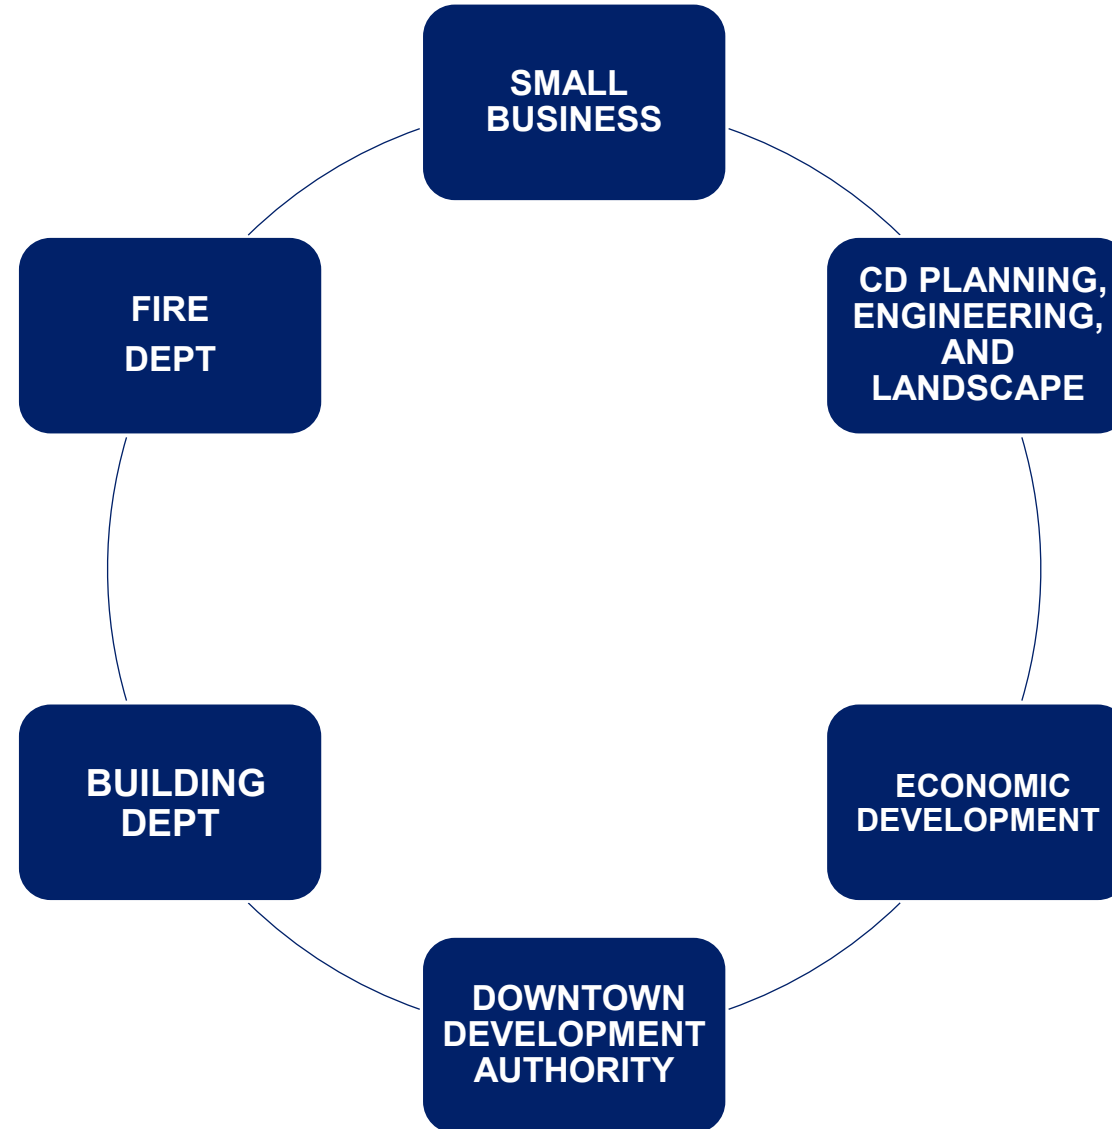 SMALL
BUSINESS
CD PLANNING,
ENGINEERING,
AND
LANDSCAPE
ECONOMIC
DEVELOPMENT
DOWNTOWN
DEVELOPMENT
AUTHORITY
BUILDING
DEPT
FIRE
DEPT